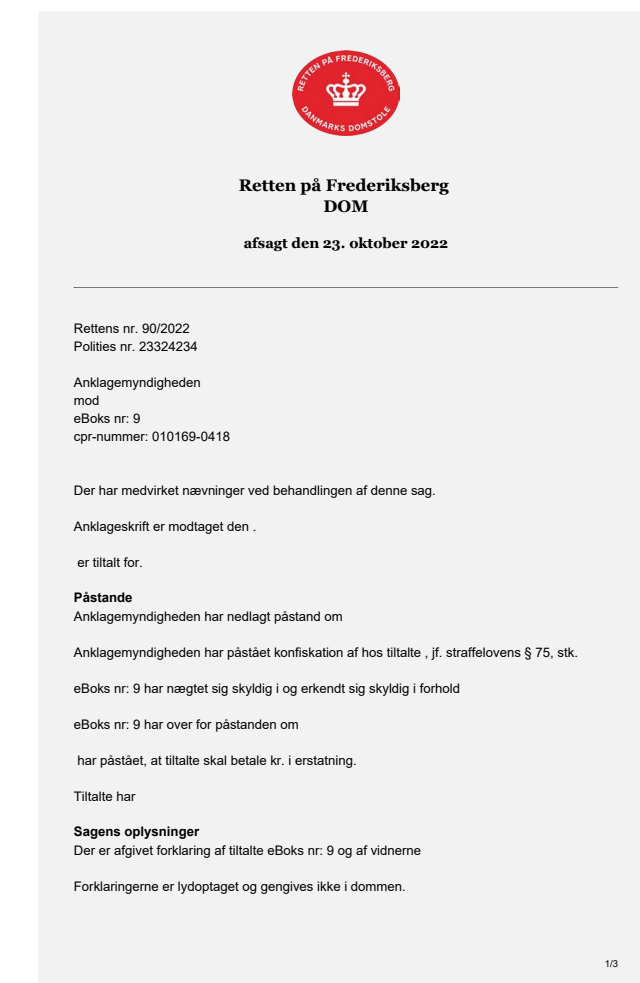 RETTEN PÅ FREDERIKSBERG
DANMARKS DOMSTOLE
Retten på Frederiksberg
DOM
afsagt den 23. oktober 2022
Rettens nr. 90/2022
Polities nr. 23324234
Anklagemyndigheden
mod
eBoks nr: 9
cpr-nummer: 010169-0418
Der har medvirket nævninger ved behandlingen af denne sag.
Anklageskrift er modtaget den .
er tiltalt for.
Påstande
Anklagemyndigheden har nedlagt påstand om
Anklagemyndigheden har påstået konfiskation af hos tiltalte , jf. straffelovens § 75, stk.
eBoks nr: 9 har nægtet sig skyldig i og erkendt sig skyldig i forhold
eBoks nr: 9 har over for påstanden om
har påstået, at tiltalte skal betale kr. i erstatning.
Tiltalte har
Sagens oplysninger
Der er afgivet forklaring af tiltalte eBoks nr: 9 og af vidnerne
Forklaringerne er lydoptaget og gengives ikke i dommen.
1/3